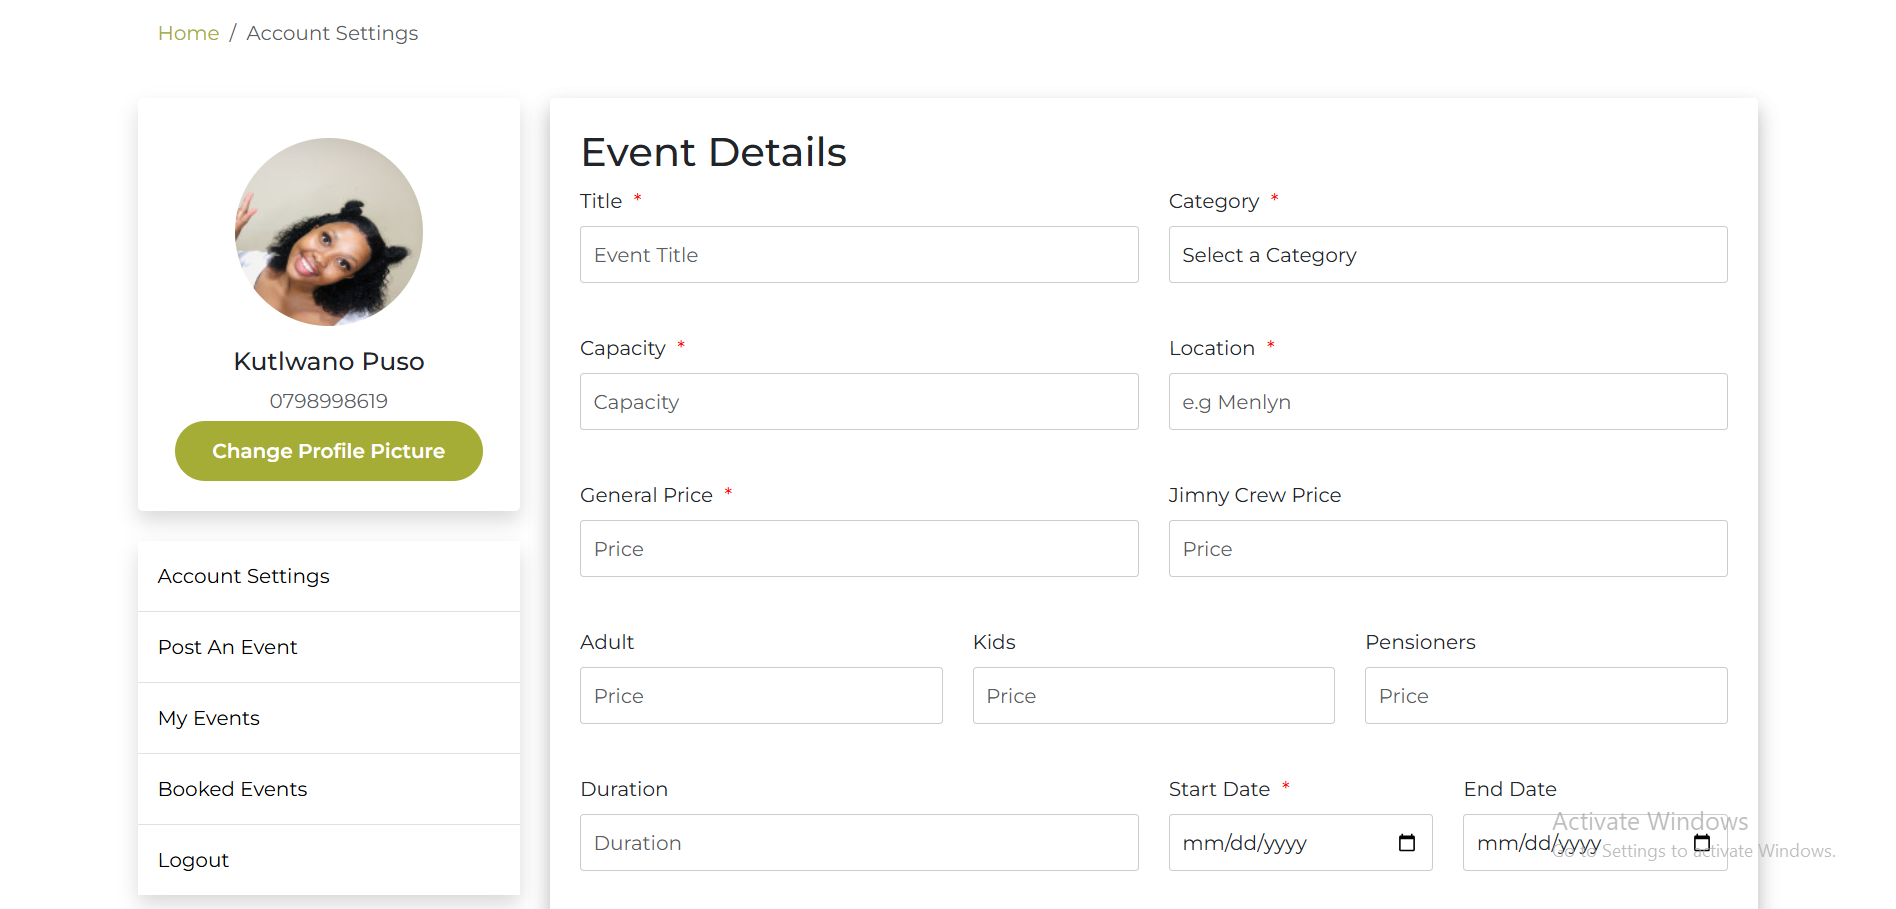 Home / Account Settings
Kutlwano Puso
0798998619
Change Profile Picture
Account Settings
Post An Event
My Events
Booked Events
Logout
Event Details
Title *
Category *
Event Title
Select a Category
Capacity *
Location *
Capacity
e.g Menlyn
General Price *
Jimny Crew Price
Price
Price
Adult
Kids
Pensioners
Price
Price
Price
Duration
Start Date *
End Date
Duration
mm/dd/yyyy
mm/dd/yyyy
Activate Windows
Go to Settings to activate Windows.